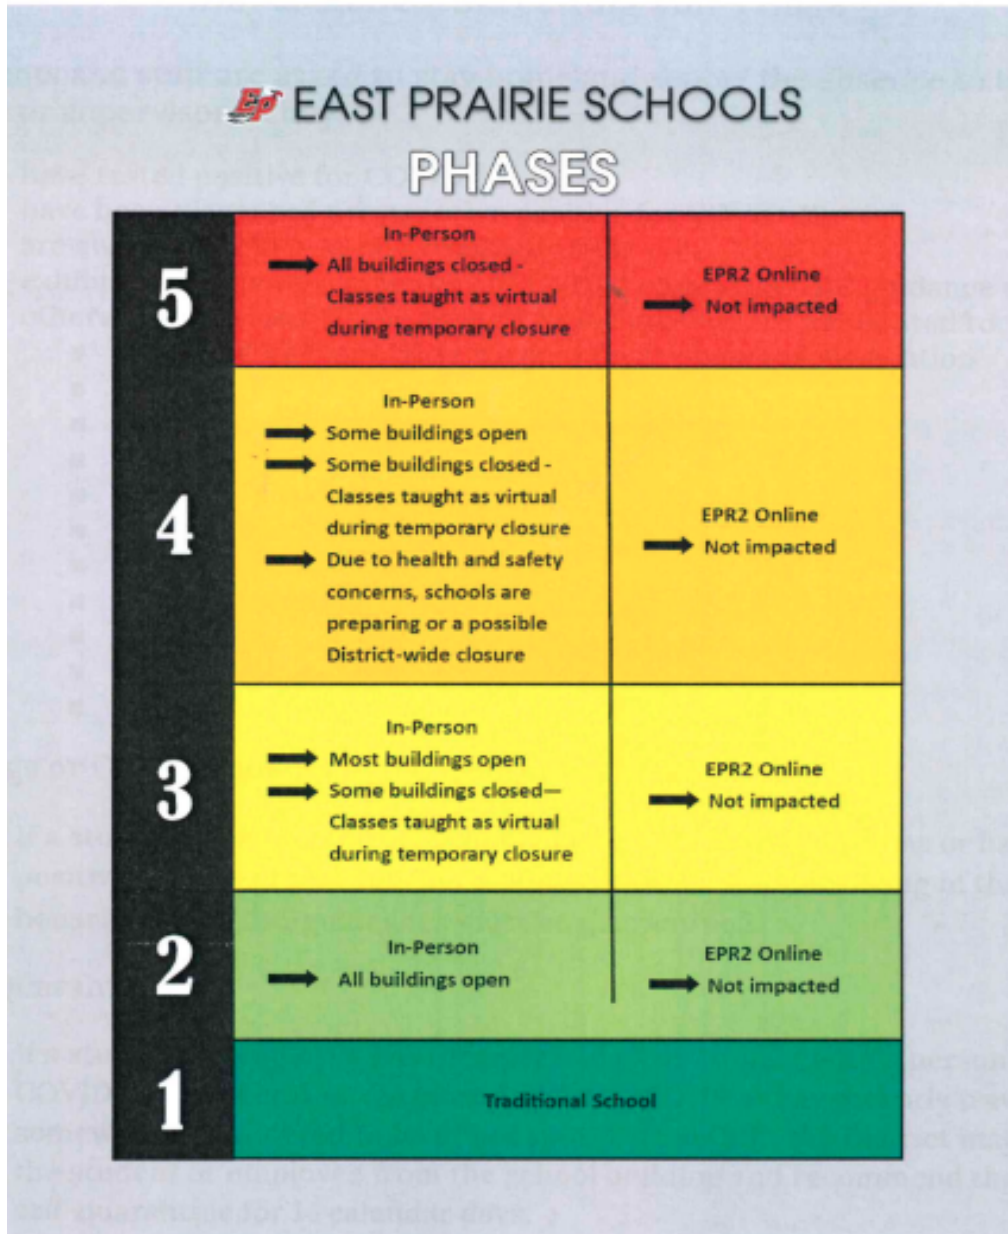 Ep EAST PRAIRIE SCHOOLS
PHASES
5
In-Person
All buildings closed -
Classes taught as virtual
during temporary closure
EPR2 Online
Not impacted
4
In-Person
Some buildings open
Some buildings closed -
Classes taught as virtual
during temporary closure
Due to health and safety
concerns, schools are
preparing or a possible
District-wide closure
EPR2 Online
Not impacted
3
In-Person
Most buildings open
Some buildings closed—
Classes taught as virtual
during temporary closure
EPR2 Online
Not impacted
2
In-Person
All buildings open
EPR2 Online
Not impacted
1
Traditional School